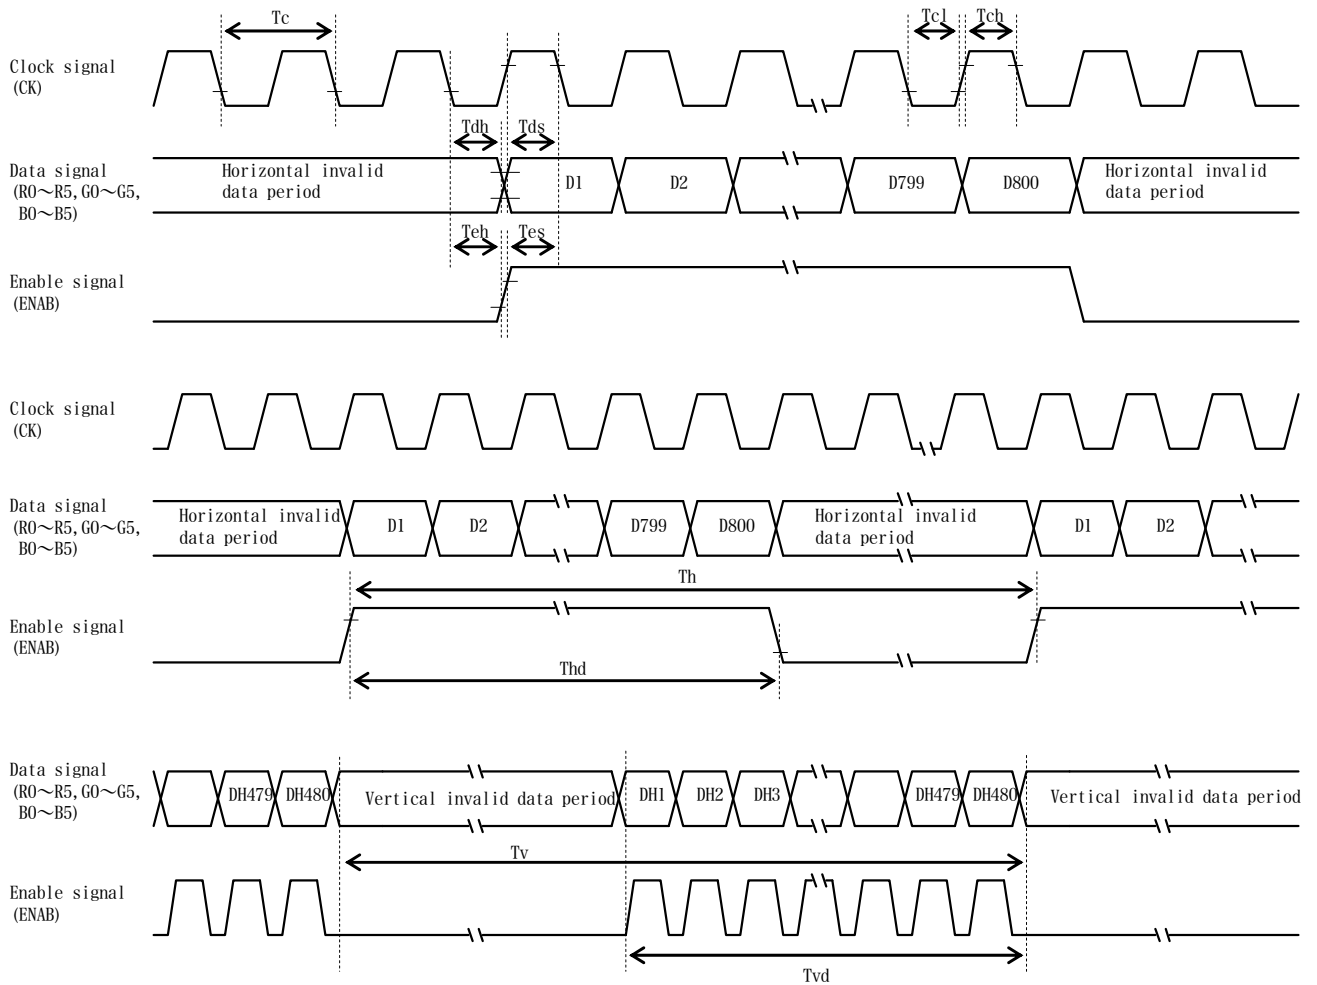 Tc
Tcl
Tch
Clock signal
(CK)
Tdh
Tds
Data signal
(R0～R5,G0～G5,
B0～B5)
Horizontal invalid
data period
D1
D2
D799
D800
Horizontal invalid
data period
Teh
Tes
Enable signal
(ENAB)
Clock signal
(CK)
Data signal
(R0～R5,G0～G5,
B0～B5)
Horizontal invalid
data period
D1
D2
D799
D800
Horizontal invalid
data period
D1
D2
Th
Enable signal
(ENAB)
Thd
Data signal
(R0～R5,G0～G5,
B0～B5)
DH479
DH480
Vertical invalid data period
DH1
DH2
DH3
DH479
DH480
Vertical invalid data period
Tv
Enable signal
(ENAB)
Tvd